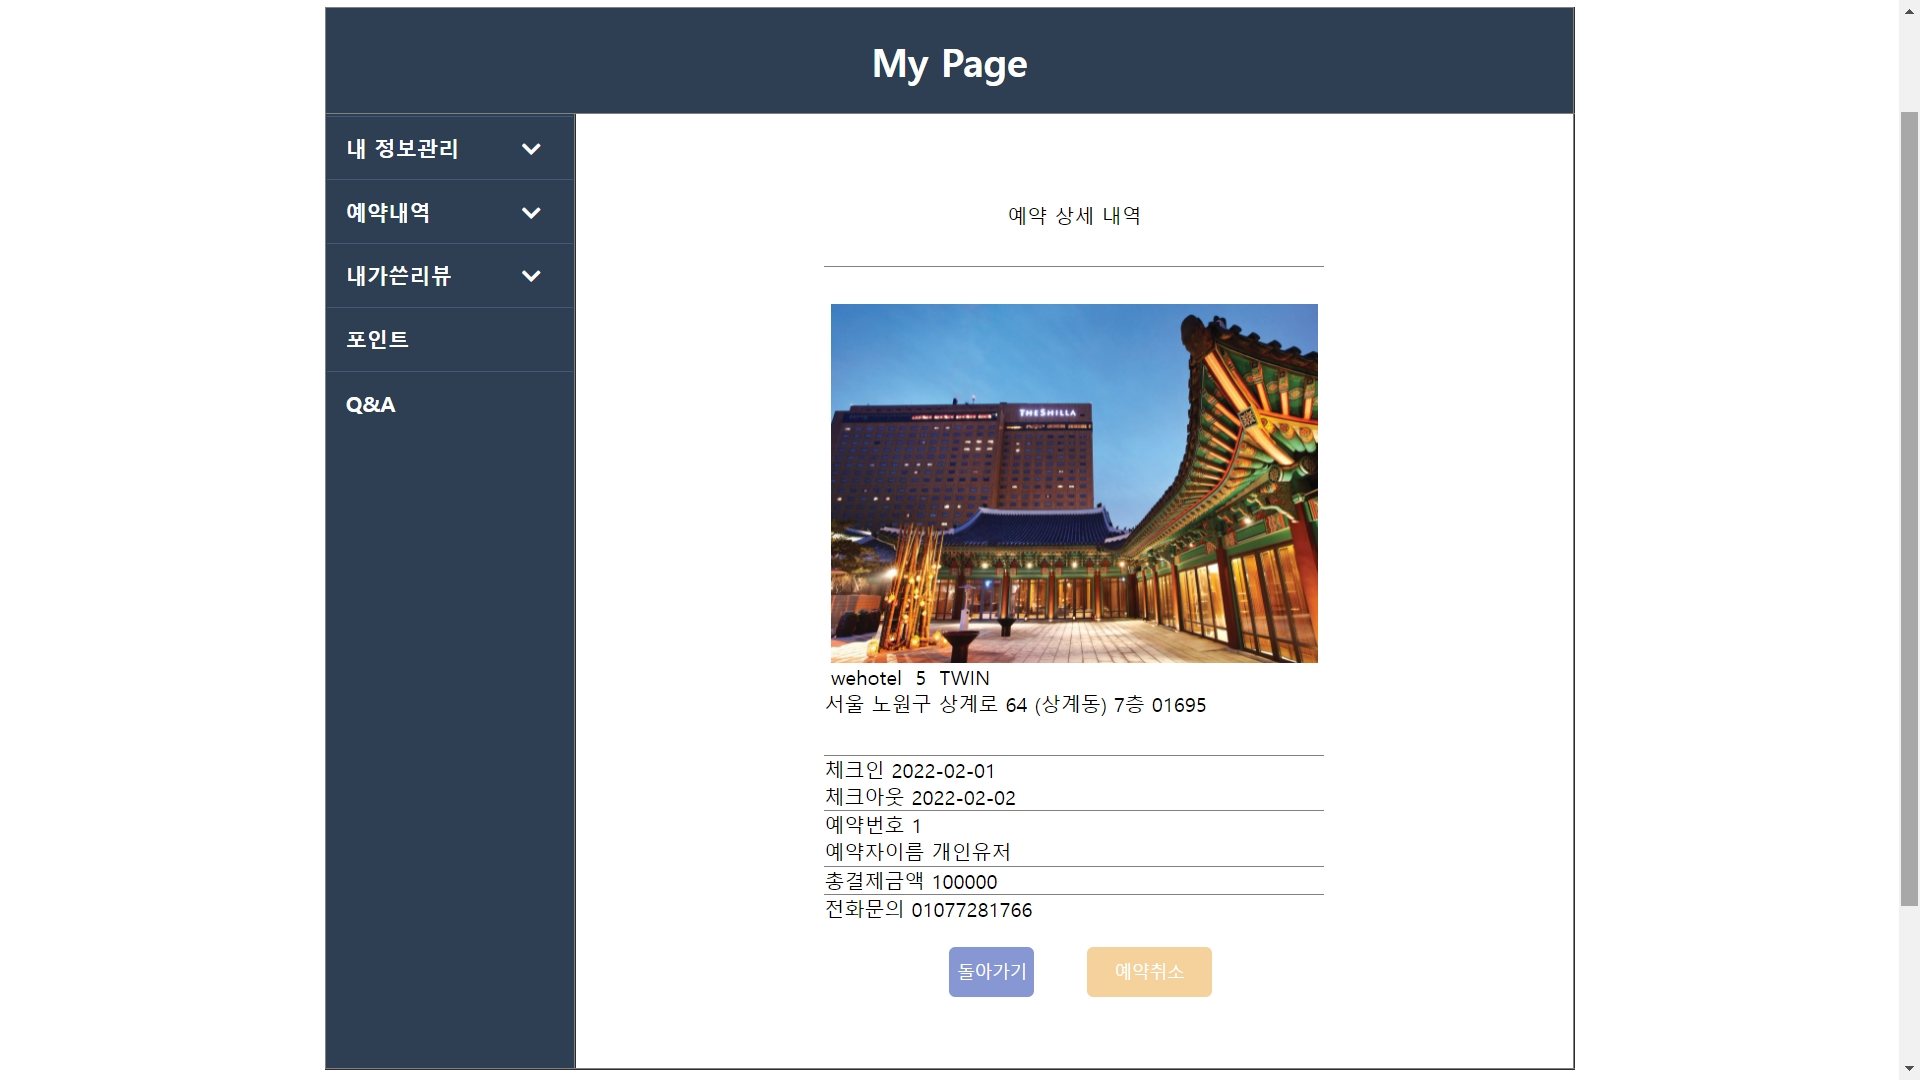 My Page
내 정보관리
예약내역
내가쓴리뷰
포인트
Q&A
예약 상세 내역
THE SHILLA
wehotel 5 TWIN
서울 노원구 상계로 64 (상계동) 7층 01695
체크인 2022-02-01
체크아웃 2022-02-02
예약번호 1
예약자이름 개인유저
총결제금액 100000
전화문의 01077281766
돌아가기
예약취소